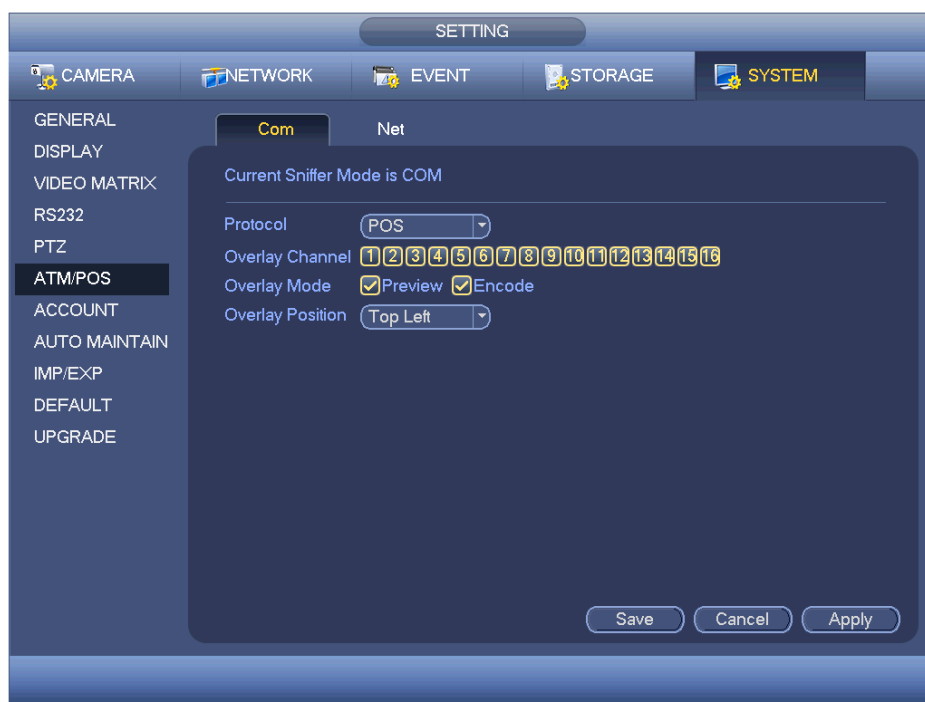 SETTING
CAMERA NETWORK EVENT STORAGE SYSTEM
GENERAL
DISPLAY
VIDEO MATRIX
RS232
PTZ
ATM/POS
ACCOUNT
AUTO MAINTAIN
IMP/EXP
DEFAULT
UPGRADE
Com Net
Current Sniffer Mode is COM
Protocol POS
Overlay Channel 1 2 3 4 5 6 7 8 9 10 11 12 13 14 15 16
Overlay Mode Preview Encode
Overlay Position Top Left
Save Cancel Apply